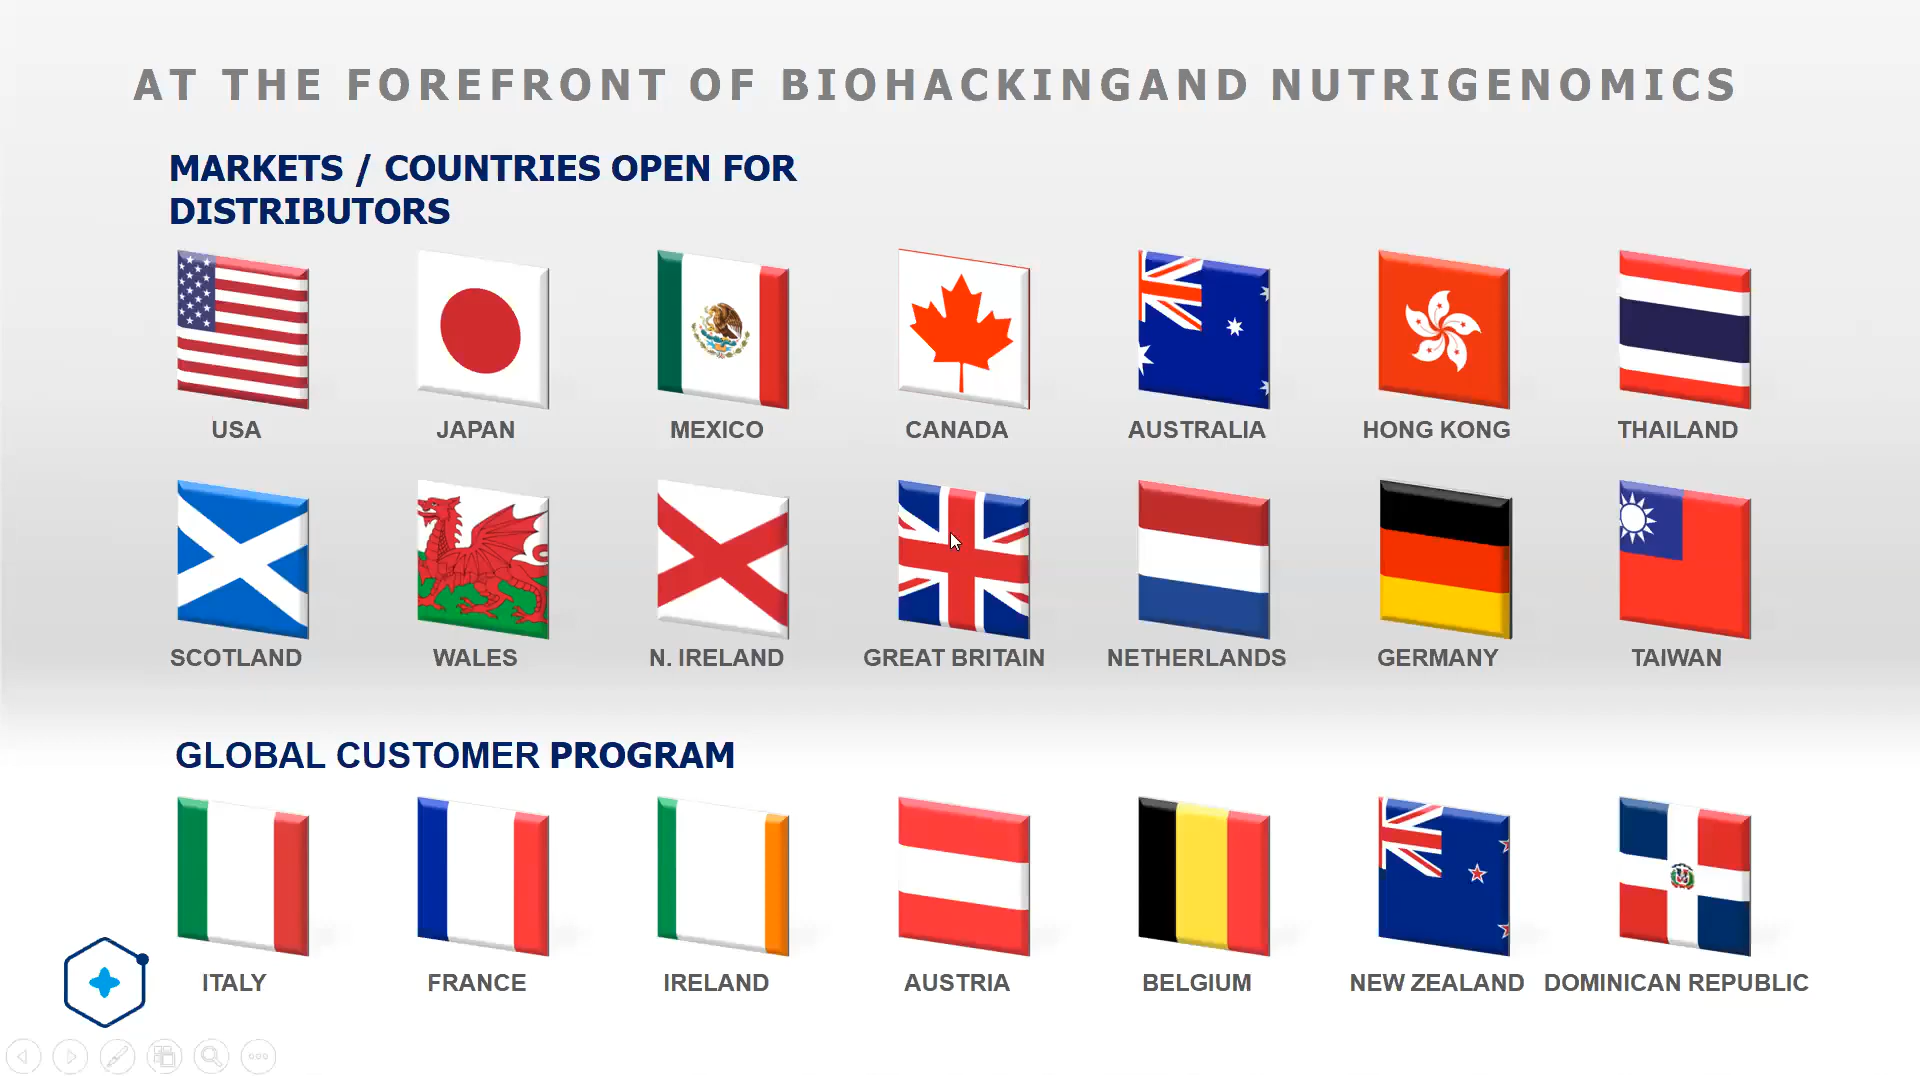 AT THE FOREFRONT OF BIOHACKINGAND NUTRIGENOMICS
MARKETS / COUNTRIES OPEN FOR
DISTRIBUTORS
USA JAPAN MEXICO CANADA AUSTRALIA HONG KONG THAILAND
SCOTLAND WALES N. IRELAND GREAT BRITAIN NETHERLANDS GERMANY TAIWAN
GLOBAL CUSTOMER PROGRAM
ITALY FRANCE IRELAND AUSTRIA BELGIUM NEW ZEALAND DOMINICAN REPUBLIC